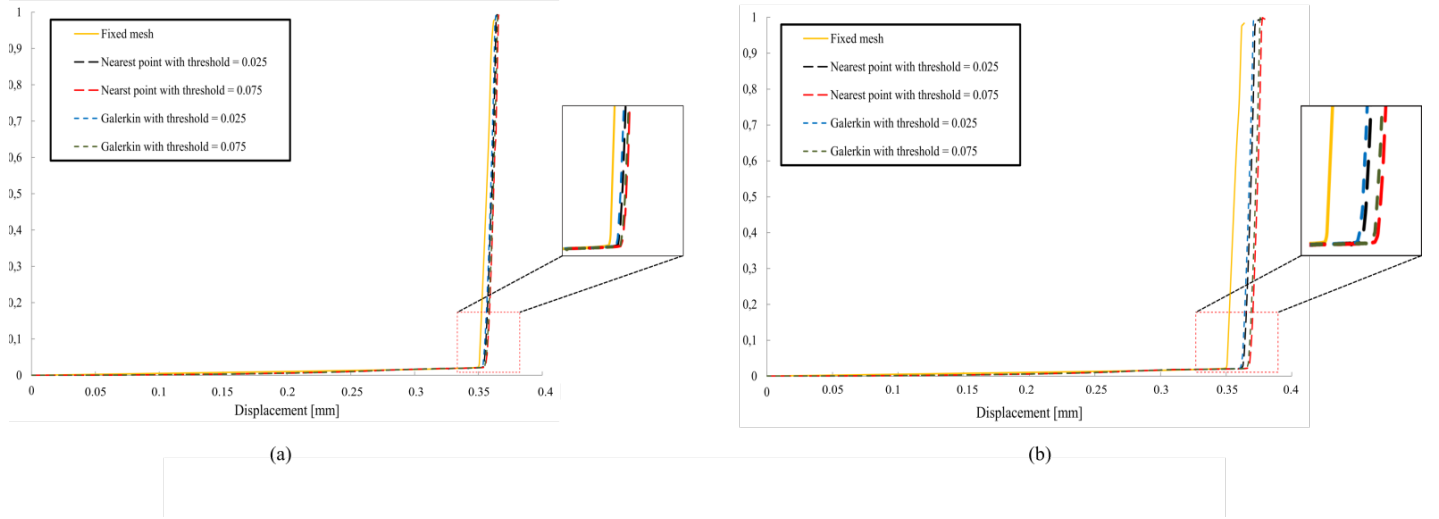 1
0,9
0,8
0,7
0,6
0,5
0,4
0,3
0,2
0,1
0
0
0.05
0.1
0.15
0.2
0.25
0.3
0.35
0.4
Displacement [mm]
Fixed mesh
Nearest point with threshold = 0.025
Nearst point with threshold = 0.075
Galerkin with threshold = 0.025
Galerkin with threshold = 0.075
(a)
1
0,9
0,8
0,7
0,6
0,5
0,4
0,3
0,2
0,1
0
0
0.05
0.1
0.15
0.2
0.25
0.3
0.35
0.4
Displacement [mm]
Fixed mesh
Nearest point with threshold = 0.025
Nearest point with threshold = 0.075
Galerkin with threshold = 0.025
Galerkin with threshold = 0.075
(b)